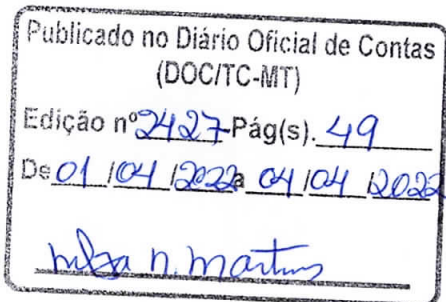 Publicado no Diário Oficial de Contas
(DOC/TC-MT)
Edição nº 2427 Pág(s). 49
De 01 / 04 / 2022 a 04 / 04 / 2022
n. martins